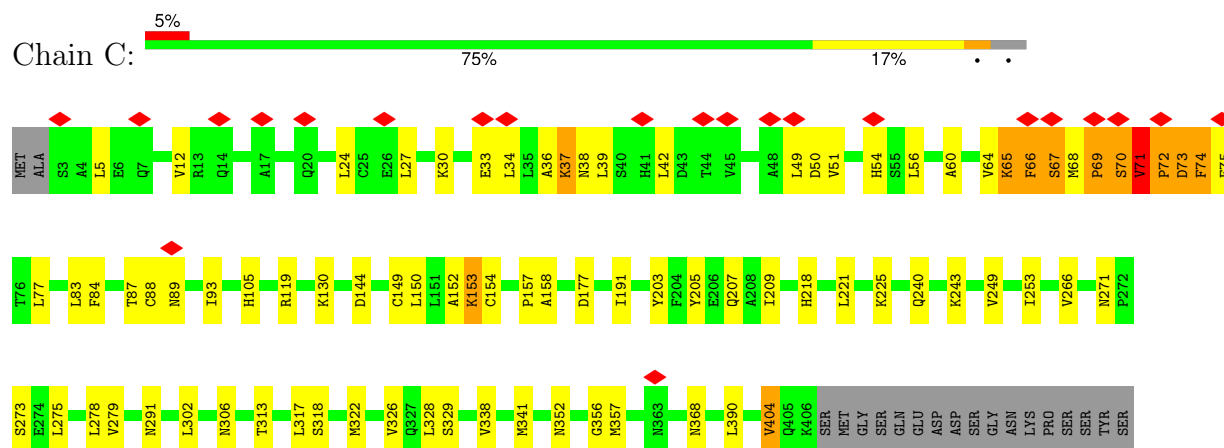 5%
Chain C:
75% 17% • •
MET ALA S3 A4 L5 E6 Q7 V12 R13 Q14 A17 Q20 L24 C25 E26 L27 K30 E33 L34 L35 A36 K37 N38 L39 S40 H41 L42 D43 T44 V45 A48 L49 D50 V51 H54 S55 L56 A60 V64 K65 F66 S67 M68 P69 S70 V71 P72 D73 F74
T76 L77 L83 F84 T87 C88 N89 I93 H105 R119 K130 D144 C149 L150 L151 A152 K153 C154 P157 A158 D177 I191 Y203 F204 Y205 E206 Q207 A208 I209 H218 L221 K225 Q240 K243 V249 I253 V266 N271 P272
S273 E274 L275 L278 V279 N291 L302 N306 T313 L317 S318 M322 V326 Q327 L328 S329 V338 M341 N352 G356 M357 N363 N368 L390 V404 Q405 K406 SER MET GLY SER GLN GLU ASP ASP SER GLY ASN LYS PRO SER SER TYR SER